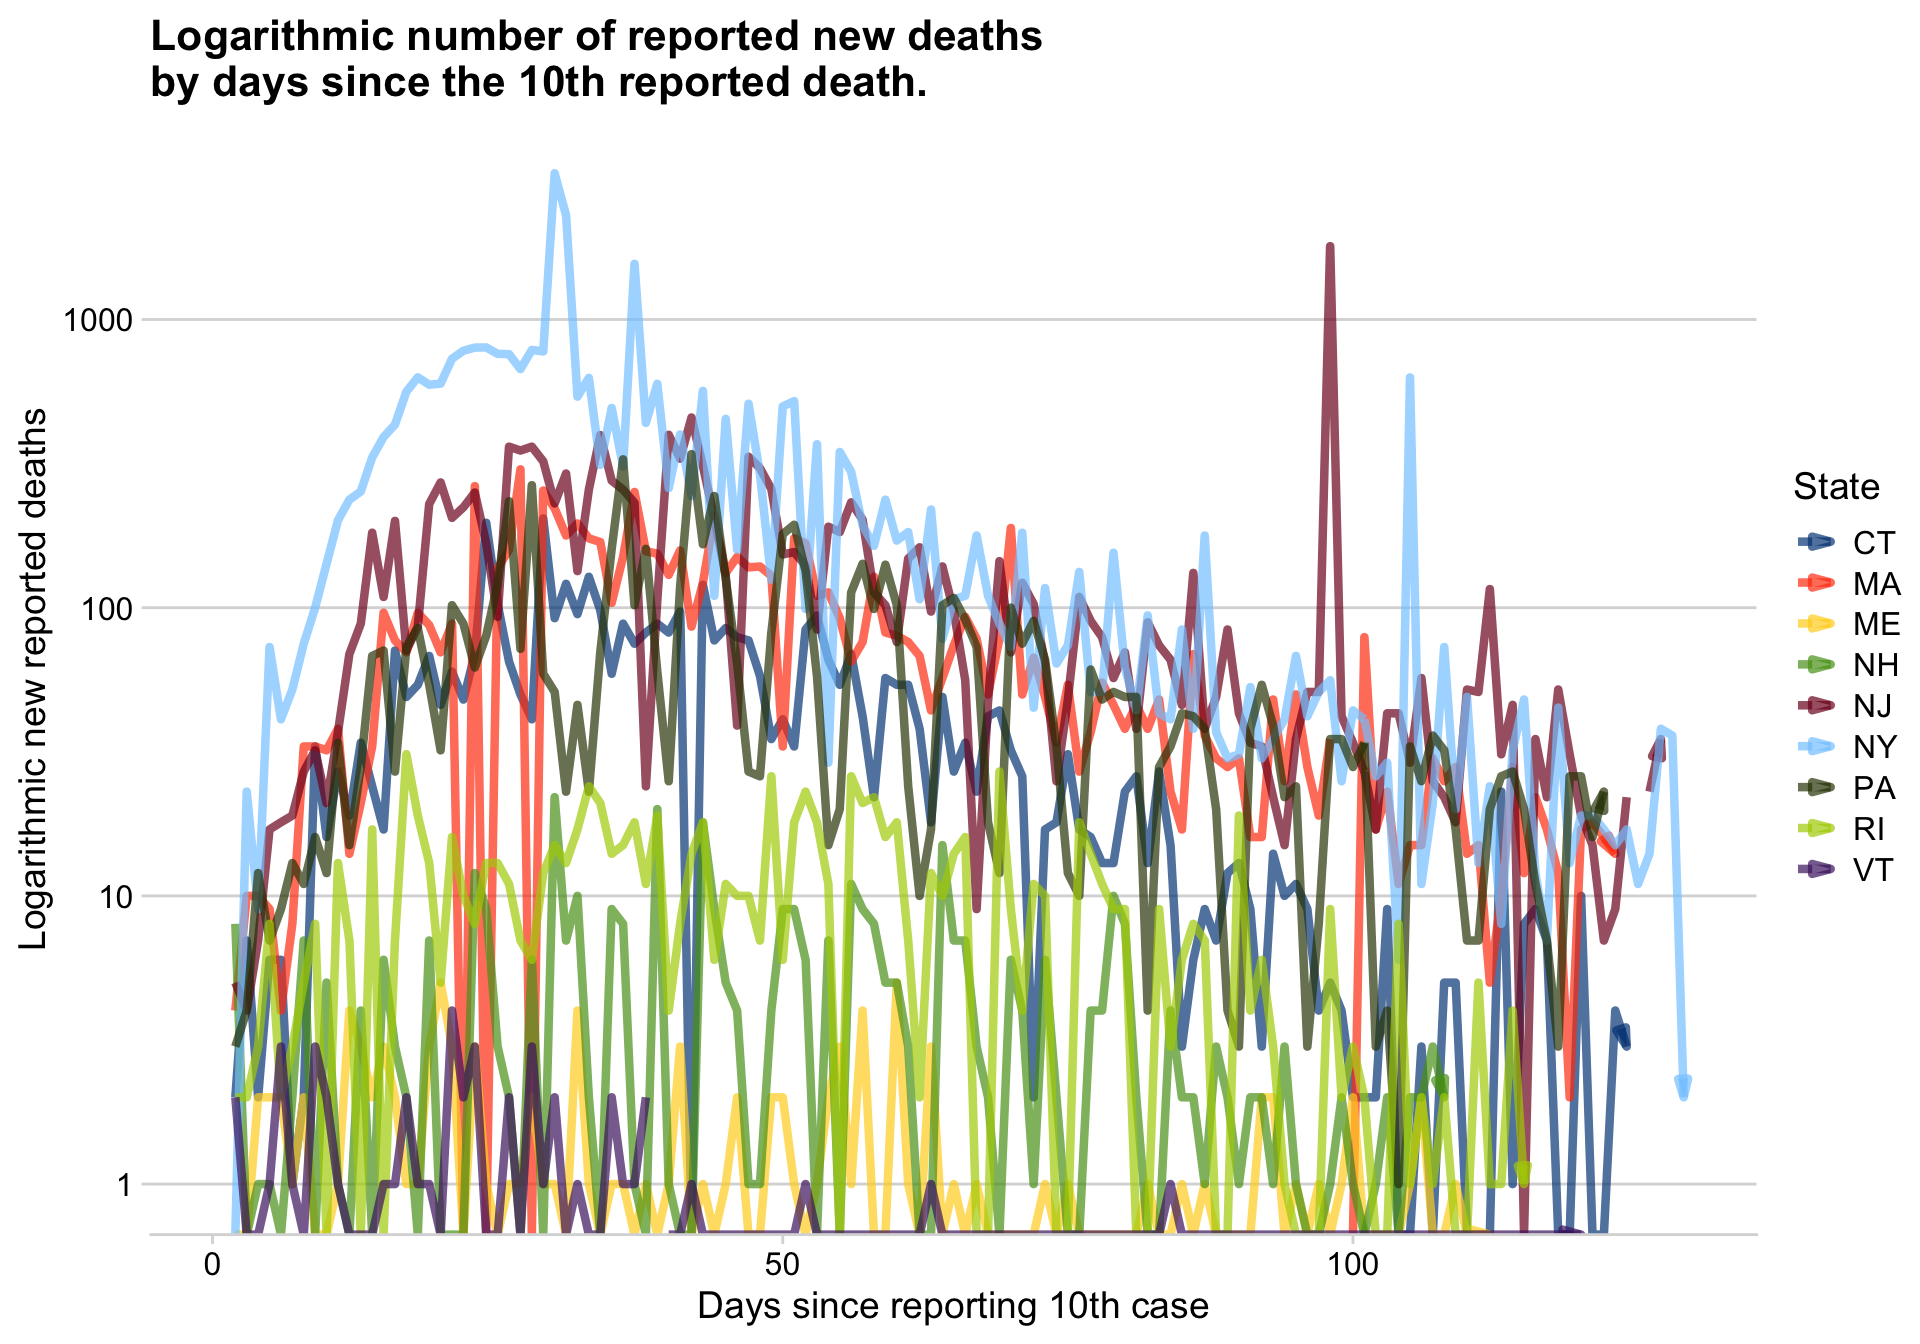 Logarithmic number of reported new deaths
by days since the 10th reported death.
Logarithmic new reported deaths
1000
100
10
1
0
50
100
Days since reporting 10th case
State
CT
MA
ME
NH
NJ
NY
PA
RI
VT